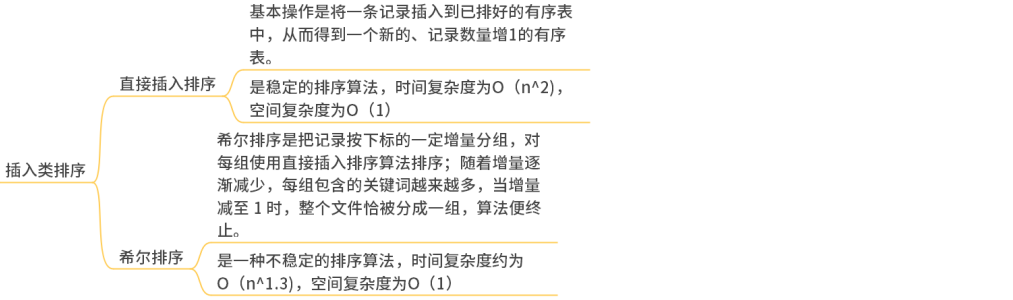 基本操作是将一条记录插入到已排好的有序表
中，从而得到一个新的、记录数量增1的有序
表。
直接插入排序
是稳定的排序算法，时间复杂度为O（n^2)，
空间复杂度为O（1）
希尔排序是把记录按下标的一定增量分组，对
每组使用直接插入排序算法排序；随着增量逐
渐减少，每组包含的关键词越来越多，当增量
减至 1 时，整个文件恰被分成一组，算法便终
止。
插入类排序
希尔排序
是一种不稳定的排序算法，时间复杂度约为
O（n^1.3)，空间复杂度为O（1）